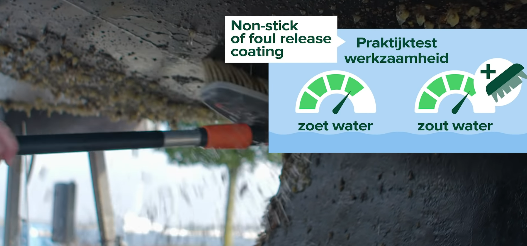 Non-stick
of foul release
coating
Praktijktest
werkzaamheid
zoet water
zout water